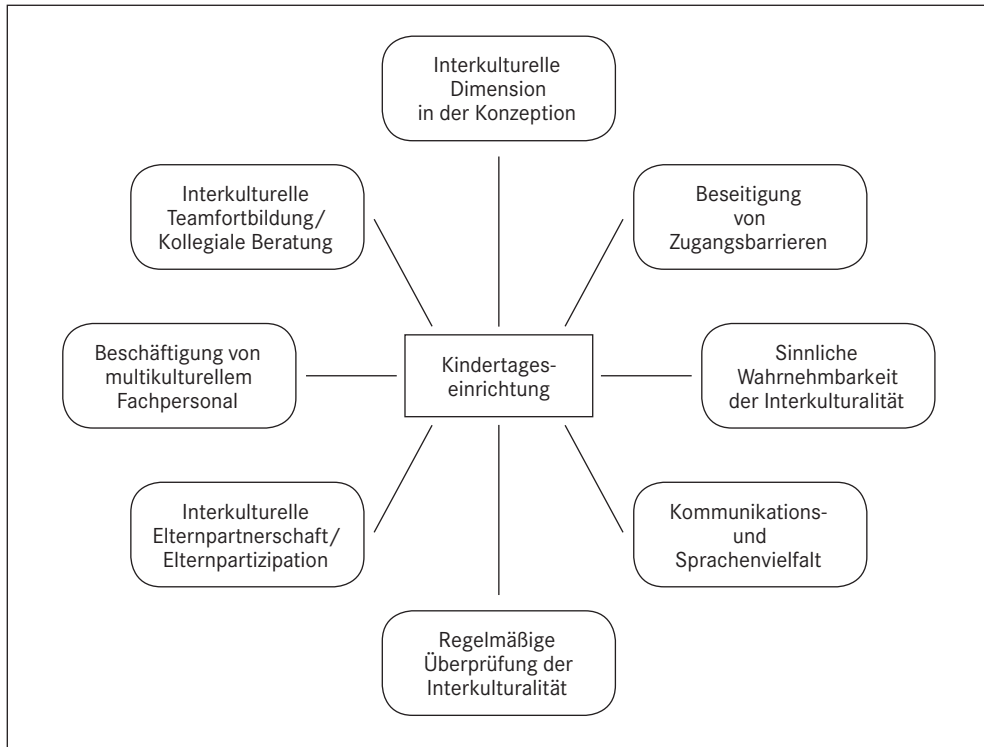 Interkulturelle
Dimension
in der Konzeption
Interkulturelle
Teamfortbildung/
Kollegiale Beratung
Beseitigung
von
Zugangsbarrieren
Beschäftigung von
multikulturellem
Fachpersonal
Kindertages-
einrichtung
Sinnliche
Wahrnehmbarkeit
der Interkulturalität
Interkulturelle
Elternpartnerschaft/
Elternpartizipation
Kommunikations-
und
Sprachenvielfalt
Regelmäßige
Überprüfung der
Interkulturalität